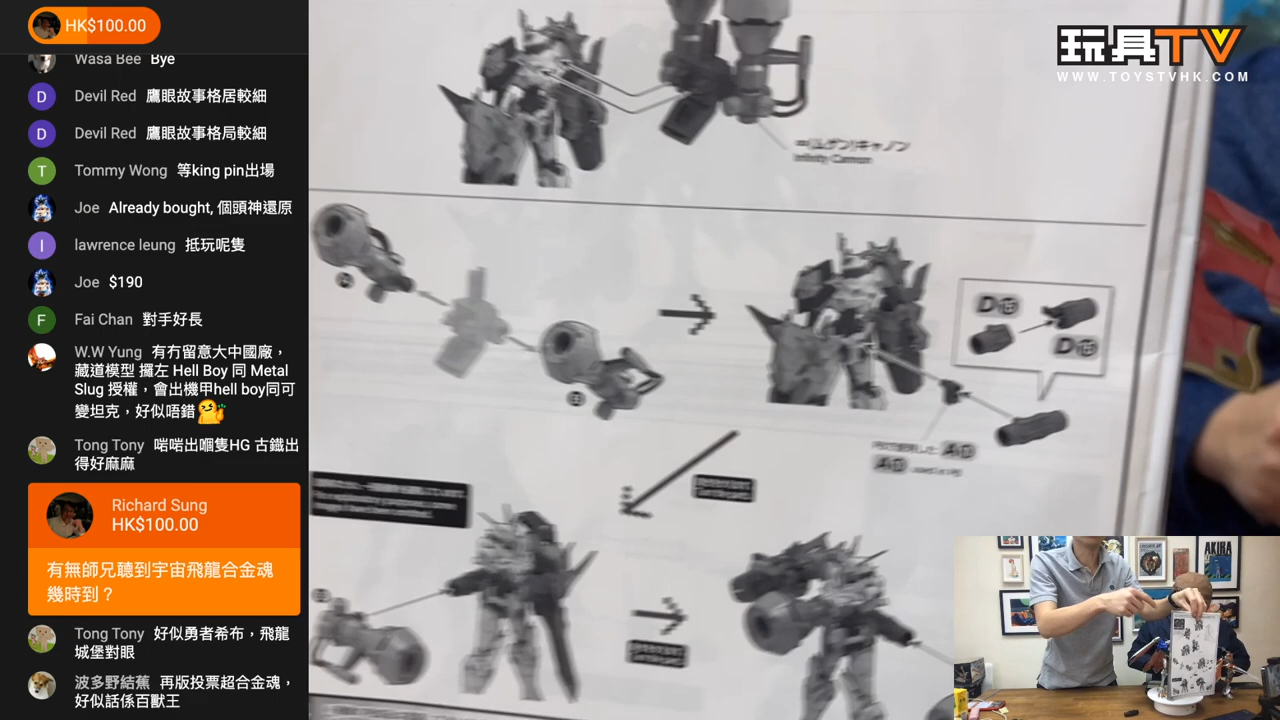 HK$100.00
Wasa Bee Bye
D Devil Red 鷹眼故事格居較細
D Devil Red 鷹眼故事格局較細
T Tommy Wong 等king pin出場
Joe Already bought, 個頭神還原
l lawrence leung 抵玩呢隻
Joe $190
F Fai Chan 對手好長
W.W Yung 有冇留意大中國廠，
藏道模型 攞左 Hell Boy 同 Metal
Slug 授權，會出機甲hell boy同可
變坦克，好似唔錯
Tong Tony 啱啱出嗰隻HG 古鐵出
得好麻麻
Richard Sung
HK$100.00
有無師兄聽到宇宙飛龍合金魂
幾時到？
Tong Tony 好似勇者希布，飛龍
城堡對眼
波多野結蕉 再版投票超合金魂，
好似話係百獸王
玩具TV
WWW.TOYSTVHK.COM
∞(ムゲン)キャノン
Infinity Cannon
AKIRA